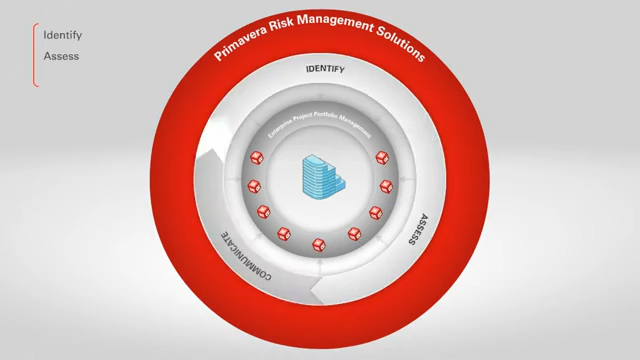 Identify
Assess
Primavera Risk Management Solutions
IDENTIFY
Enterprise Project Portfolio Management
ASSESS
COMMUNICATE